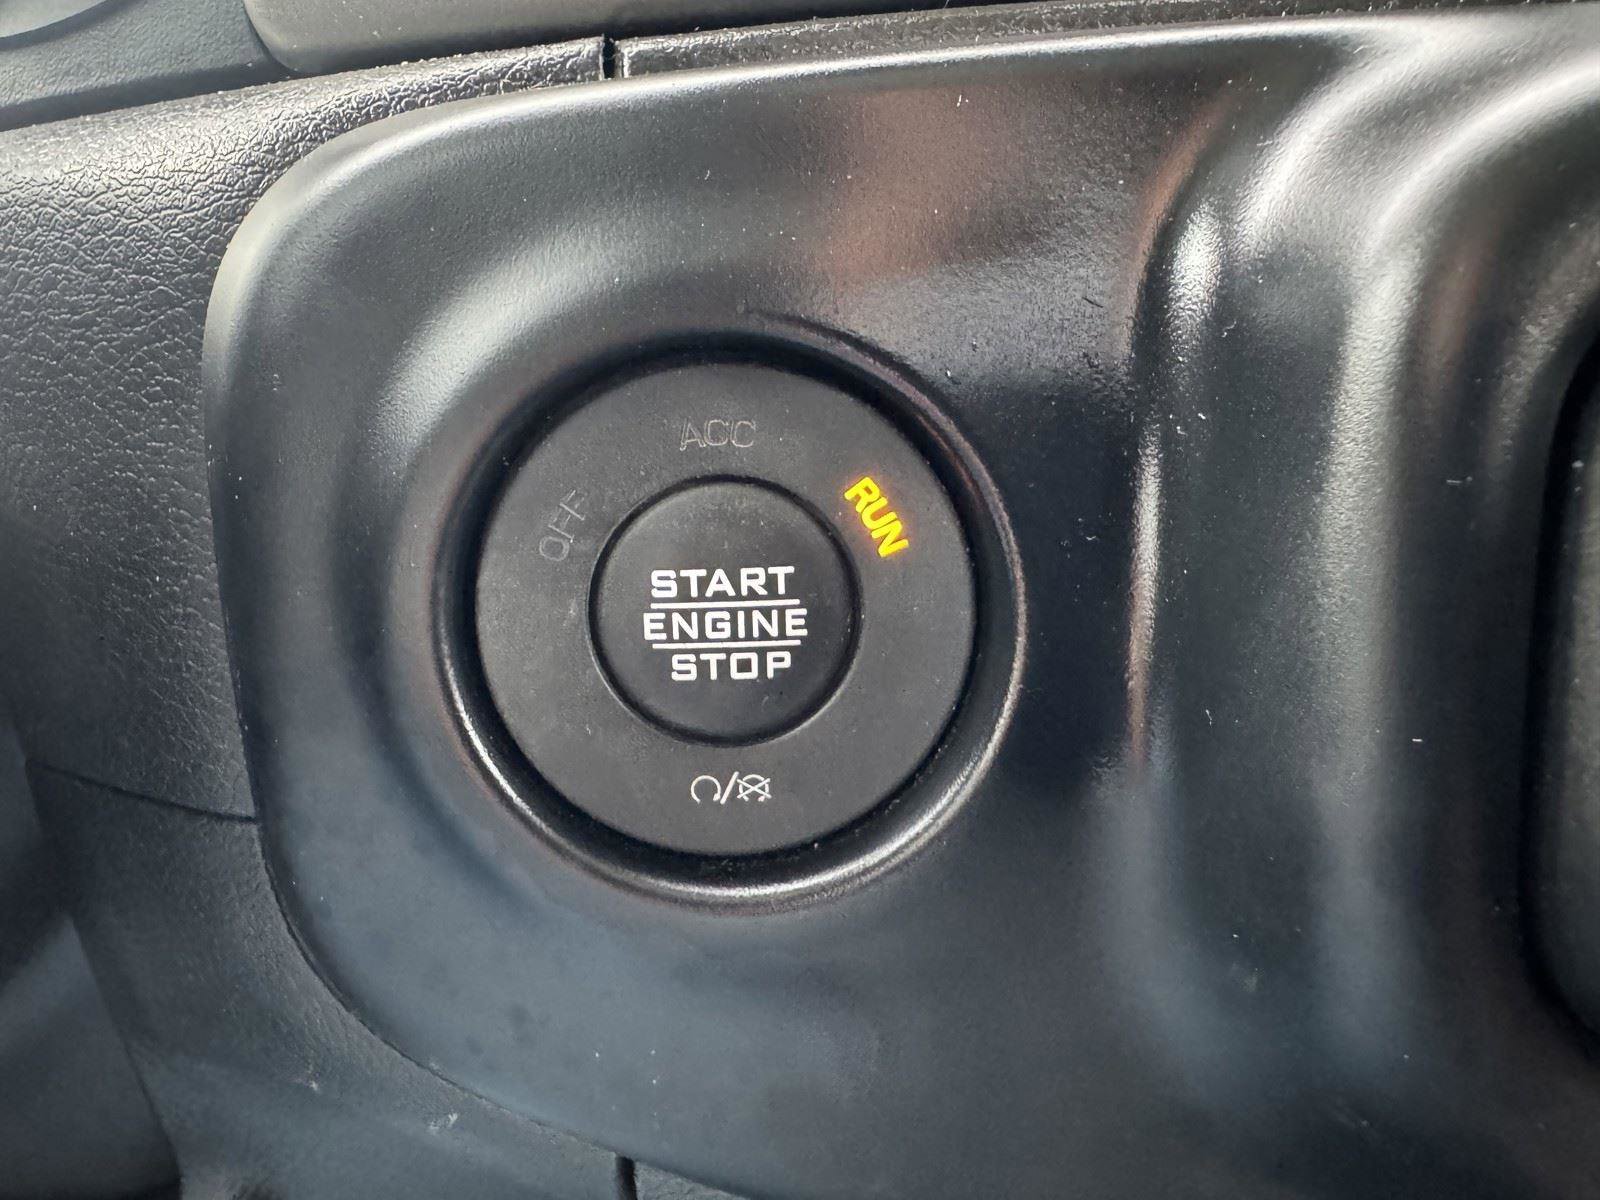 ACC
OFF
RUN
START
ENGINE
STOP